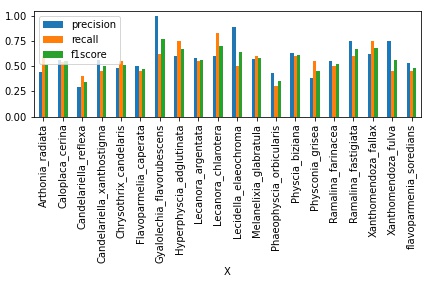 precision
recall
f1score
1.00
0.75
0.50
0.25
0.00
Arthonia_radiata
Caloplaca_cerina
Candelariella_reflexa
Candelariella_xanthostigma
Chrysothrix_candelaris
Flavoparmelia_caperata
Gyalolechia_flavorubescens
Hyperphyscia_adglutinata
Lecanora_argentata
Lecanora_chlarotera
Lecidella_elaeochroma
Melanelixia_glabratula
Phaeophyscia_orbicularis
Physcia_biziana
Physconia_grisea
Ramalina_farinacea
Ramalina_fastigiata
Xanthomendoza_fallax
Xanthomendoza_fulva
flavoparmenia_soredians
X